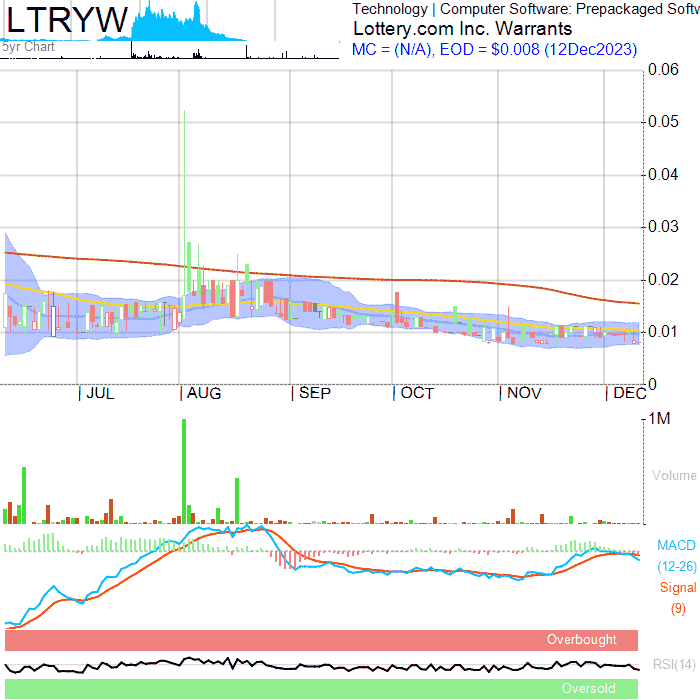 LTRYW
Technology | Computer Software: Prepackaged Softw
Lottery.com Inc. Warrants
MC = (N/A), EOD = $0.008 (12Dec2023)
5yr Chart
0.06
0.05
0.04
0.03
0.02
0.01
0
JUL AUG SEP OCT NOV DEC
1M
Volume
MACD
(12-26)
Signal
(9)
Overbought
RSI(14)
Oversold